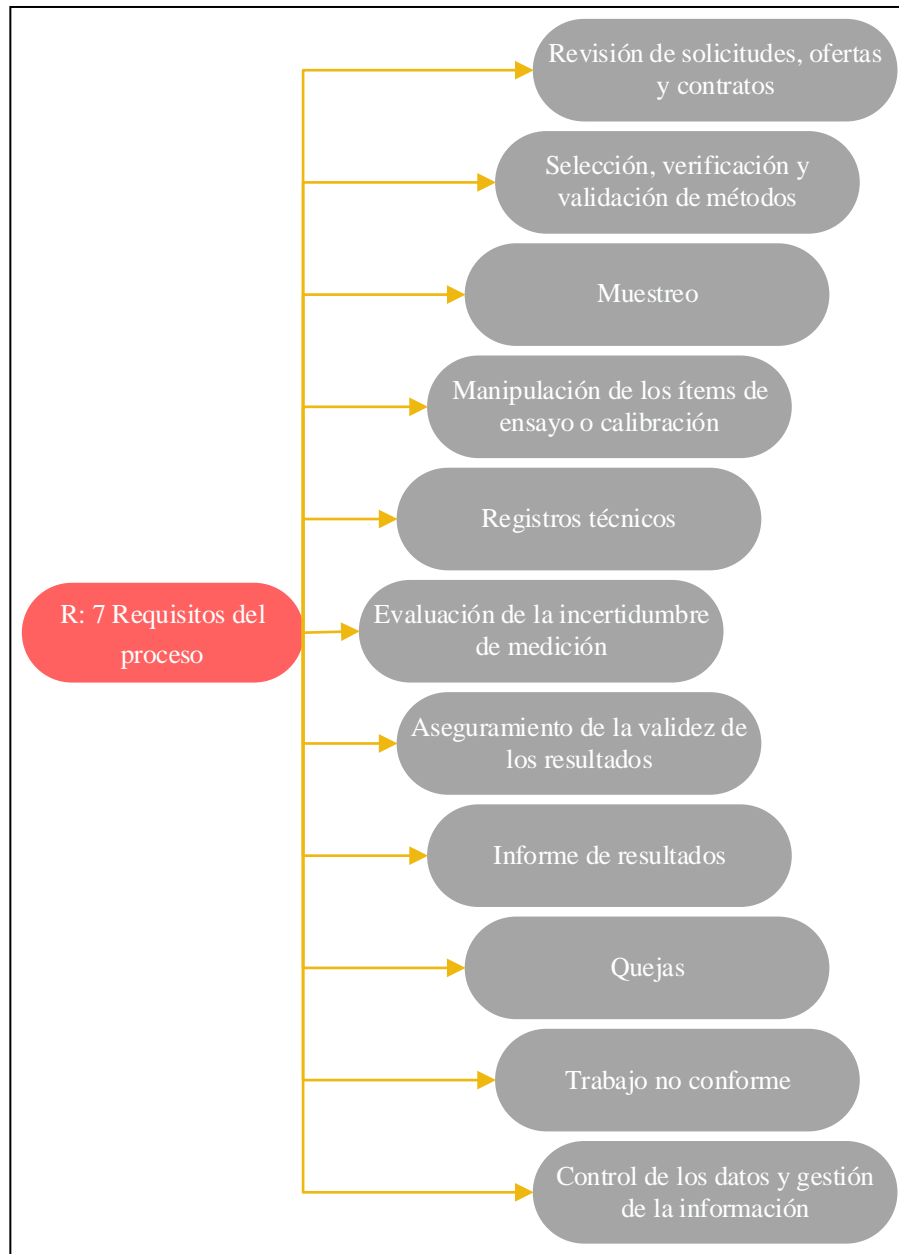 Revisión de solicitudes, ofertas
y contratos
Selección, verificación y
validación de métodos
Muestreo
Manipulación de los ítems de
ensayo o calibración
Registros técnicos
R: 7 Requisitos del
proceso
Evaluación de la incertidumbre
de medición
Aseguramiento de la validez de
los resultados
Informe de resultados
Quejas
Trabajo no conforme
Control de los datos y gestión
de la información